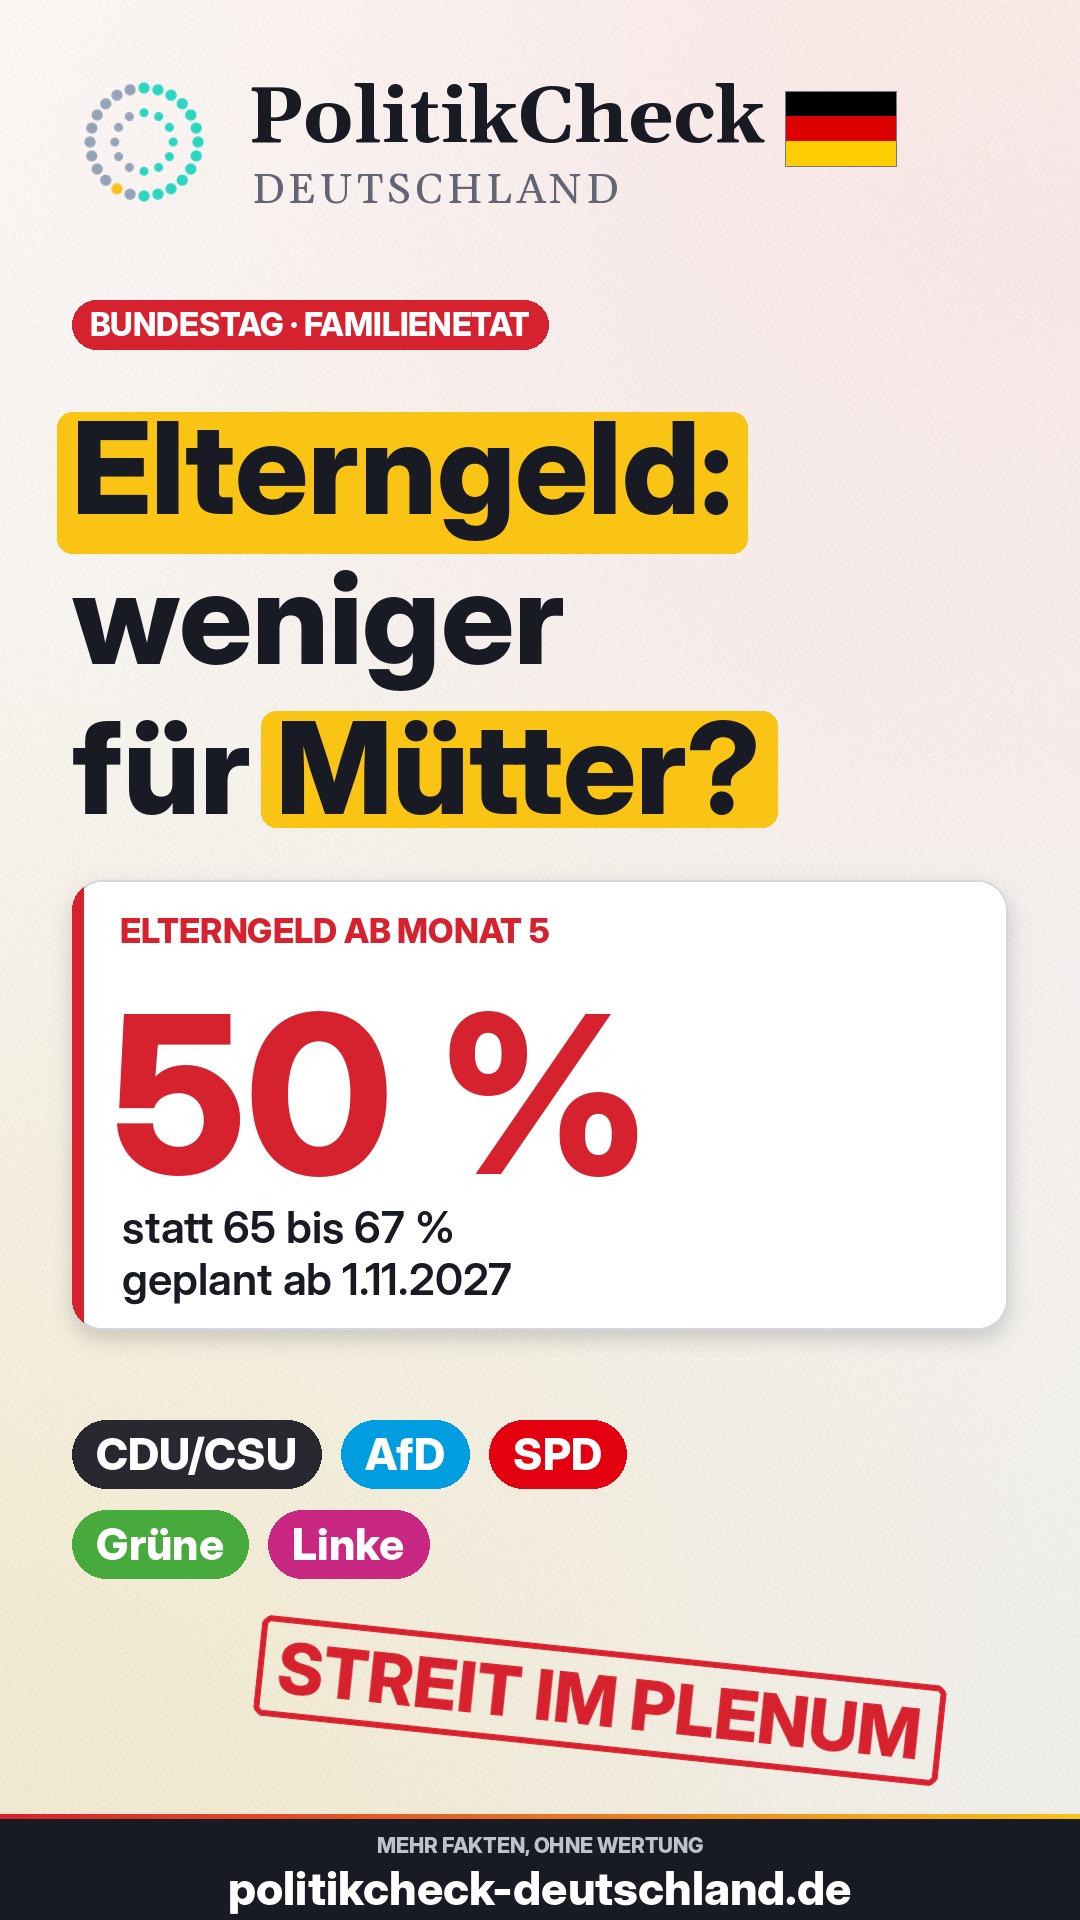 PolitikCheck
DEUTSCHLAND
BUNDESTAG · FAMILIENETAT
Elterngeld:
weniger
für Mütter?
ELTERNGELD AB MONAT 5
50 %
statt 65 bis 67 %
geplant ab 1.11.2027
CDU/CSU AfD SPD
Grüne Linke
STREIT IM PLENUM
MEHR FAKTEN, OHNE WERTUNG
politikcheck-deutschland.de